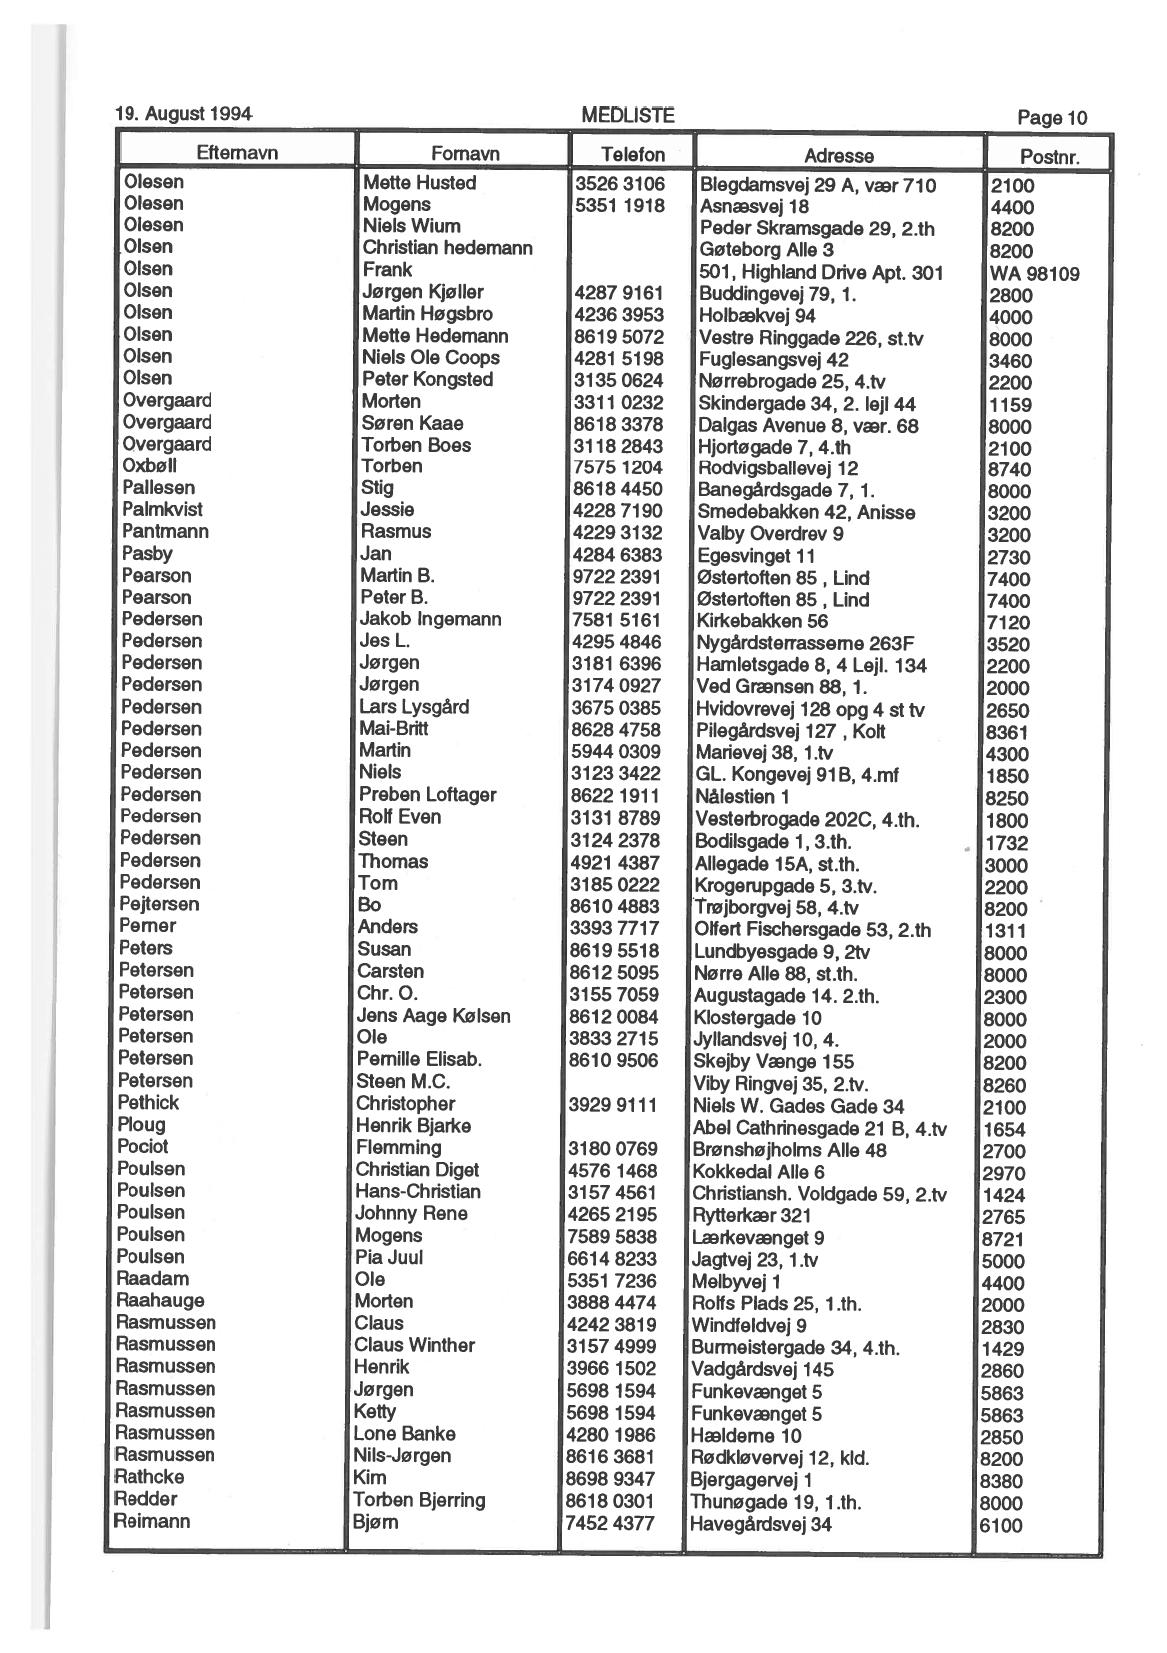 19. August 1994 MEDLISTE Page 10
Efternavn Fornavn Telefon Adresse Postnr.
Olesen Mette Husted 3526 3106 Blegdamsvej 29 A, vær 710 2100
Olesen Mogens 5351 1918 Asnæsvej 18 4400
Olesen Niels Wium Peder Skramsgade 29, 2.th 8200
Olsen Christian hedemann Gøteborg Alle 3 8200
Olsen Frank 501, Highland Drive Apt. 301 WA 98109
Olsen Jørgen Kjøller 4287 9161 Buddingevej 79, 1. 2800
Olsen Martin Høgsbro 4236 3953 Holbækvej 94 4000
Olsen Mette Hedemann 8619 5072 Vestre Ringgade 226, st.tv 8000
Olsen Niels Ole Coops 4281 5198 Fuglesangsvej 42 3460
Olsen Peter Kongsted 3135 0624 Nørrebrogade 25, 4.tv 2200
Overgaard Morten 3311 0232 Skindergade 34, 2. lejl 44 1159
Overgaard Søren Kaae 8618 3378 Dalgas Avenue 8, vær. 68 8000
Overgaard Torben Boes 3118 2843 Hjortøgade 7, 4.th 2100
Oxbøll Torben 7575 1204 Rodvigsballevej 12 8740
Pallesen Stig 8618 4450 Banegårdsgade 7, 1. 8000
Palmkvist Jessie 4228 7190 Smedebakken 42, Anisse 3200
Pantmann Rasmus 4229 3132 Valby Overdrev 9 3200
Pasby Jan 4284 6383 Egesvinget 11 2730
Pearson Martin B. 9722 2391 Østertoften 85 , Lind 7400
Pearson Peter B. 9722 2391 Østertoften 85 , Lind 7400
Pedersen Jakob Ingemann 7581 5161 Kirkebakken 56 7120
Pedersen Jes L. 4295 4846 Nygårdsterrasserne 263F 3520
Pedersen Jørgen 3181 6396 Hamletsgade 8, 4 Lejl. 134 2200
Pedersen Jørgen 3174 0927 Ved Grænsen 88, 1. 2000
Pedersen Lars Lysgård 3675 0385 Hvidovrevej 128 opg 4 st tv 2650
Pedersen Mai-Britt 8628 4758 Pilegårdsvej 127 , Kolt 8361
Pedersen Martin 5944 0309 Marievej 38, 1.tv 4300
Pedersen Niels 3123 3422 GL. Kongevej 91B, 4.mf 1850
Pedersen Preben Loftager 8622 1911 Nålestien 1 8250
Pedersen Rolf Even 3131 8789 Vesterbrogade 202C, 4.th. 1800
Pedersen Steen 3124 2378 Bodilsgade 1, 3.th. 1732
Pedersen Thomas 4921 4387 Allegade 15A, st.th. 3000
Pedersen Tom 3185 0222 Krogerupgade 5, 3.tv. 2200
Pejtersen Bo 8610 4883 Trøjborgvej 58, 4.tv 8200
Perner Anders 3393 7717 Olfert Fischersgade 53, 2.th 1311
Peters Susan 8619 5518 Lundbyesgade 9, 2tv 8000
Petersen Carsten 8612 5095 Nørre Alle 88, st.th. 8000
Petersen Chr. O. 3155 7059 Augustagade 14. 2.th. 2300
Petersen Jens Aage Kølsen 8612 0084 Klostergade 10 8000
Petersen Ole 3833 2715 Jyllandsvej 10, 4. 2000
Petersen Pernille Elisab. 8610 9506 Skejby Vænge 155 8200
Petersen Steen M.C. Viby Ringvej 35, 2.tv. 8260
Pethick Christopher 3929 9111 Niels W. Gades Gade 34 2100
Ploug Henrik Bjarke Abel Cathrinesgade 21 B, 4.tv 1654
Pociot Flemming 3180 0769 Brønshøjholms Alle 48 2700
Poulsen Christian Diget 4576 1468 Kokkedal Alle 6 2970
Poulsen Hans-Christian 3157 4561 Christiansh. Voldgade 59, 2.tv 1424
Poulsen Johnny Rene 4265 2195 Rytterkær 321 2765
Poulsen Mogens 7589 5838 Lærkevænget 9 8721
Poulsen Pia Juul 6614 8233 Jagtvej 23, 1.tv 5000
Raadam Ole 5351 7236 Melbyvej 1 4400
Raahauge Morten 3888 4474 Rolfs Plads 25, 1.th. 2000
Rasmussen Claus 4242 3819 Windfeldvej 9 2830
Rasmussen Claus Winther 3157 4999 Burmeistergade 34, 4.th. 1429
Rasmussen Henrik 3966 1502 Vadgårdsvej 145 2860
Rasmussen Jørgen 5698 1594 Funkevænget 5 5863
Rasmussen Ketty 5698 1594 Funkevænget 5 5863
Rasmussen Lone Banke 4280 1986 Hælderne 10 2850
Rasmussen Nils-Jørgen 8616 3681 Rødkløvervej 12, kld. 8200
Rathcke Kim 8698 9347 Bjergagervej 1 8380
Redder Torben Bjerring 8618 0301 Thunøgade 19, 1.th. 8000
Reimann Bjørn 7452 4377 Havegårdsvej 34 6100